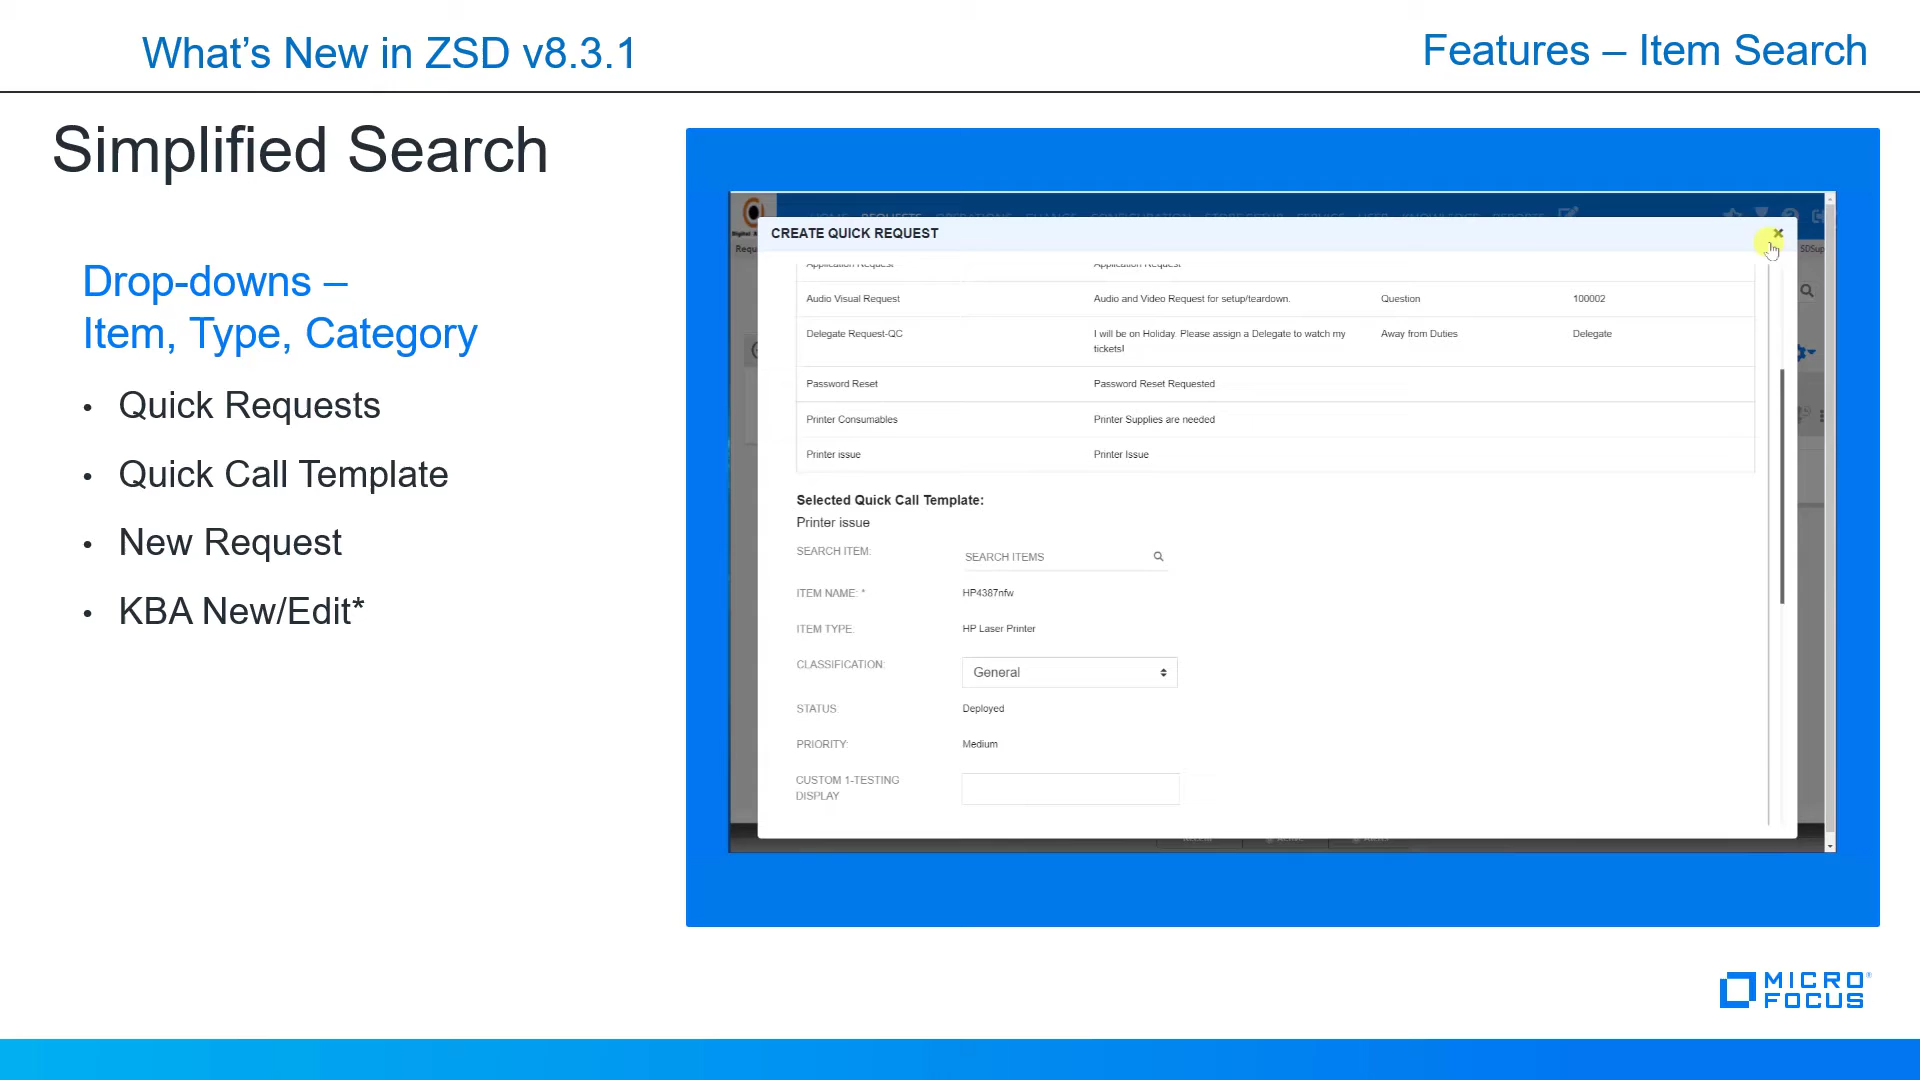 What's New in ZSD v8.3.1
Features – Item Search
Simplified Search
Drop-downs –
Item, Type, Category
• Quick Requests
• Quick Call Template
• New Request
• KBA New/Edit*
CREATE QUICK REQUEST
Application Request Application Request
Audio Visual Request Audio and Video Request for setup/teardown. Question 100002
Delegate Request-QC I will be on Holiday. Please assign a Delegate to watch my Away from Duties Delegate
tickets!
Password Reset Password Reset Requested
Printer Consumables Printer Supplies are needed
Printer issue Printer Issue
Selected Quick Call Template:
Printer issue
SEARCH ITEM: SEARCH ITEMS
ITEM NAME: * HP4387nfw
ITEM TYPE: HP Laser Printer
CLASSIFICATION: General
STATUS Deployed
PRIORITY: Medium
CUSTOM 1-TESTING
DISPLAY
MICRO
FOCUS